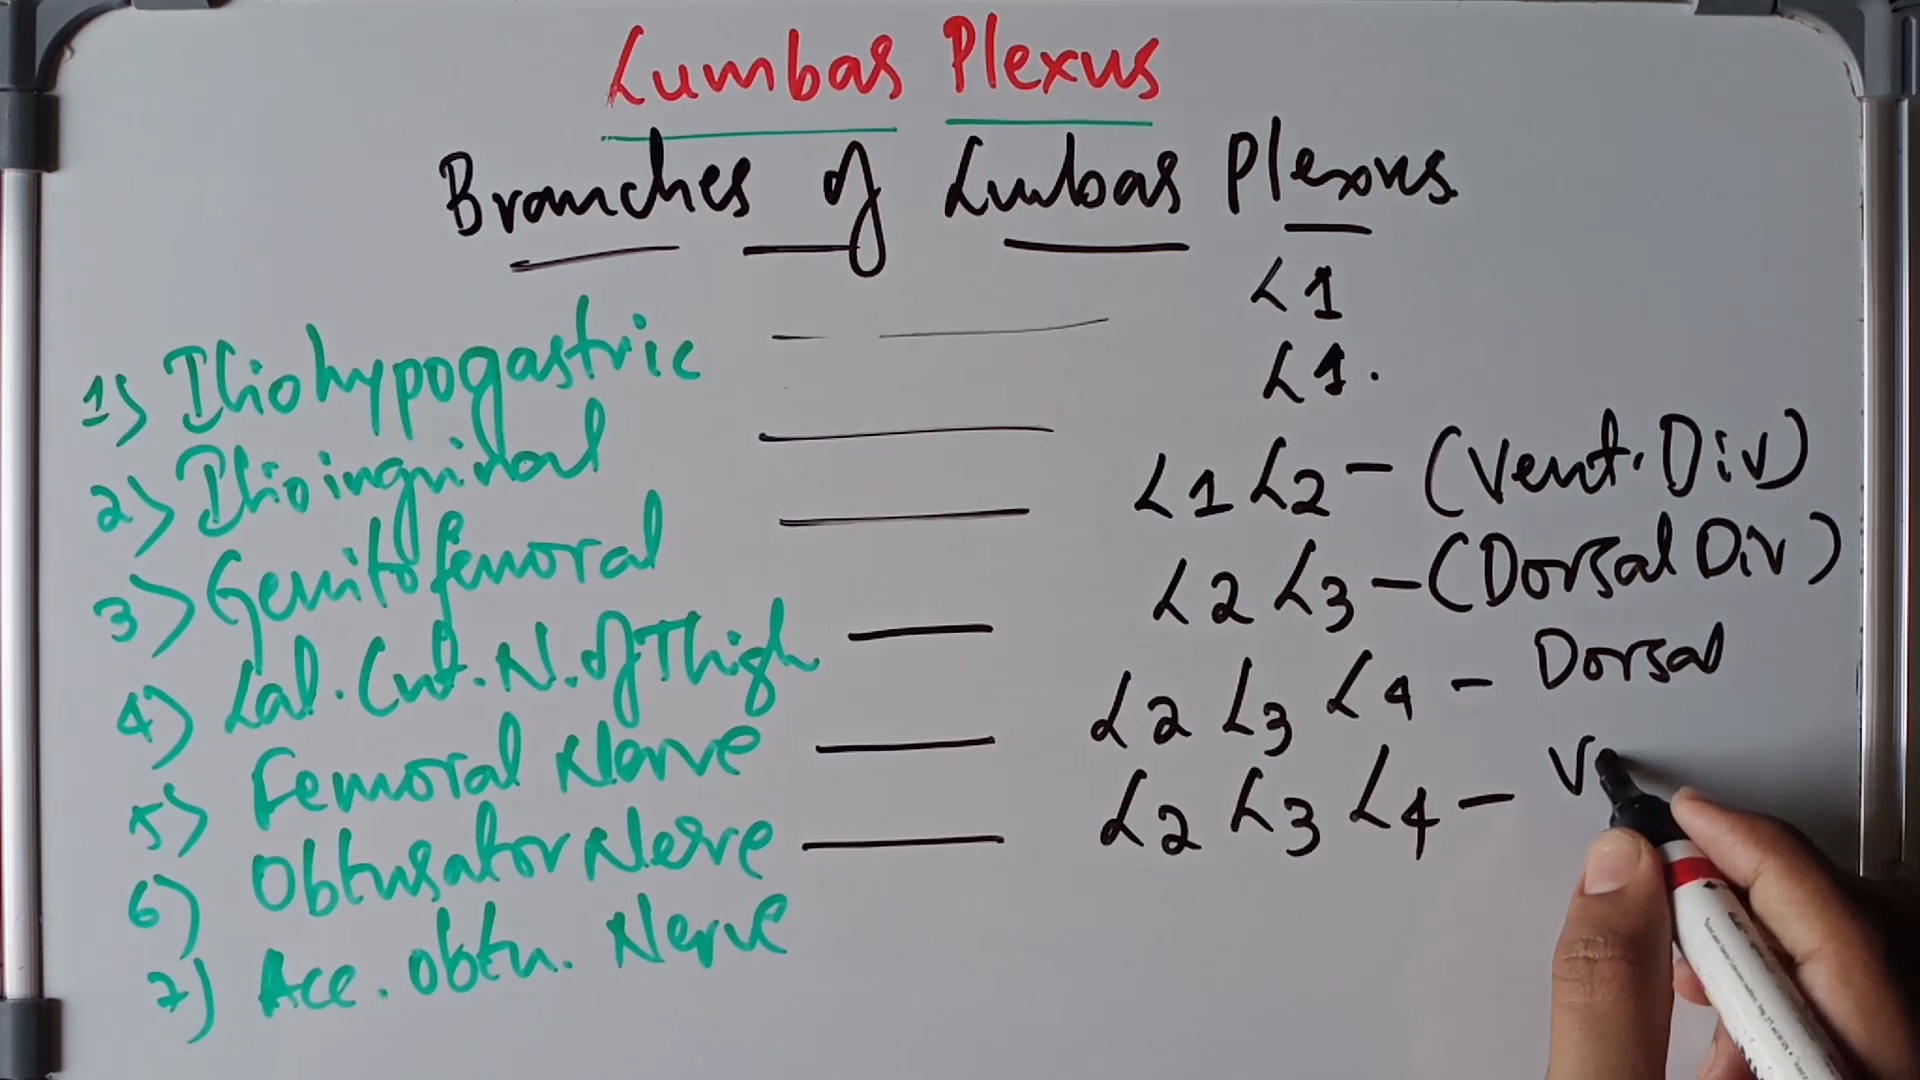 Lumbar Plexus
Branches of Lumbar Plexus
1) Iliohypogastric L1
2) Ilioinguinal L1.
3) Genitofemoral L1 L2 - (Vent. Div)
4) Lat. Cut. N. of Thigh L2 L3 - (Dorsal Div)
5) Femoral Nerve L2 L3 L4 - Dorsal
6) Obturator Nerve L2 L3 L4 - Ve
7) Acc. obtu. Nerve